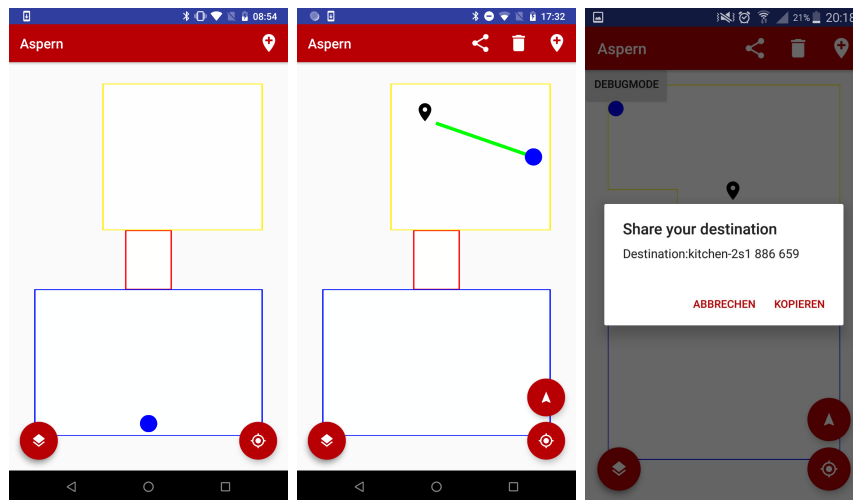 08:54
Aspern
17:32
Aspern
21% 20:18
Aspern
DEBUGMODE
Share your destination
Destination:kitchen-2s1 886 659
ABBRECHEN KOPIEREN